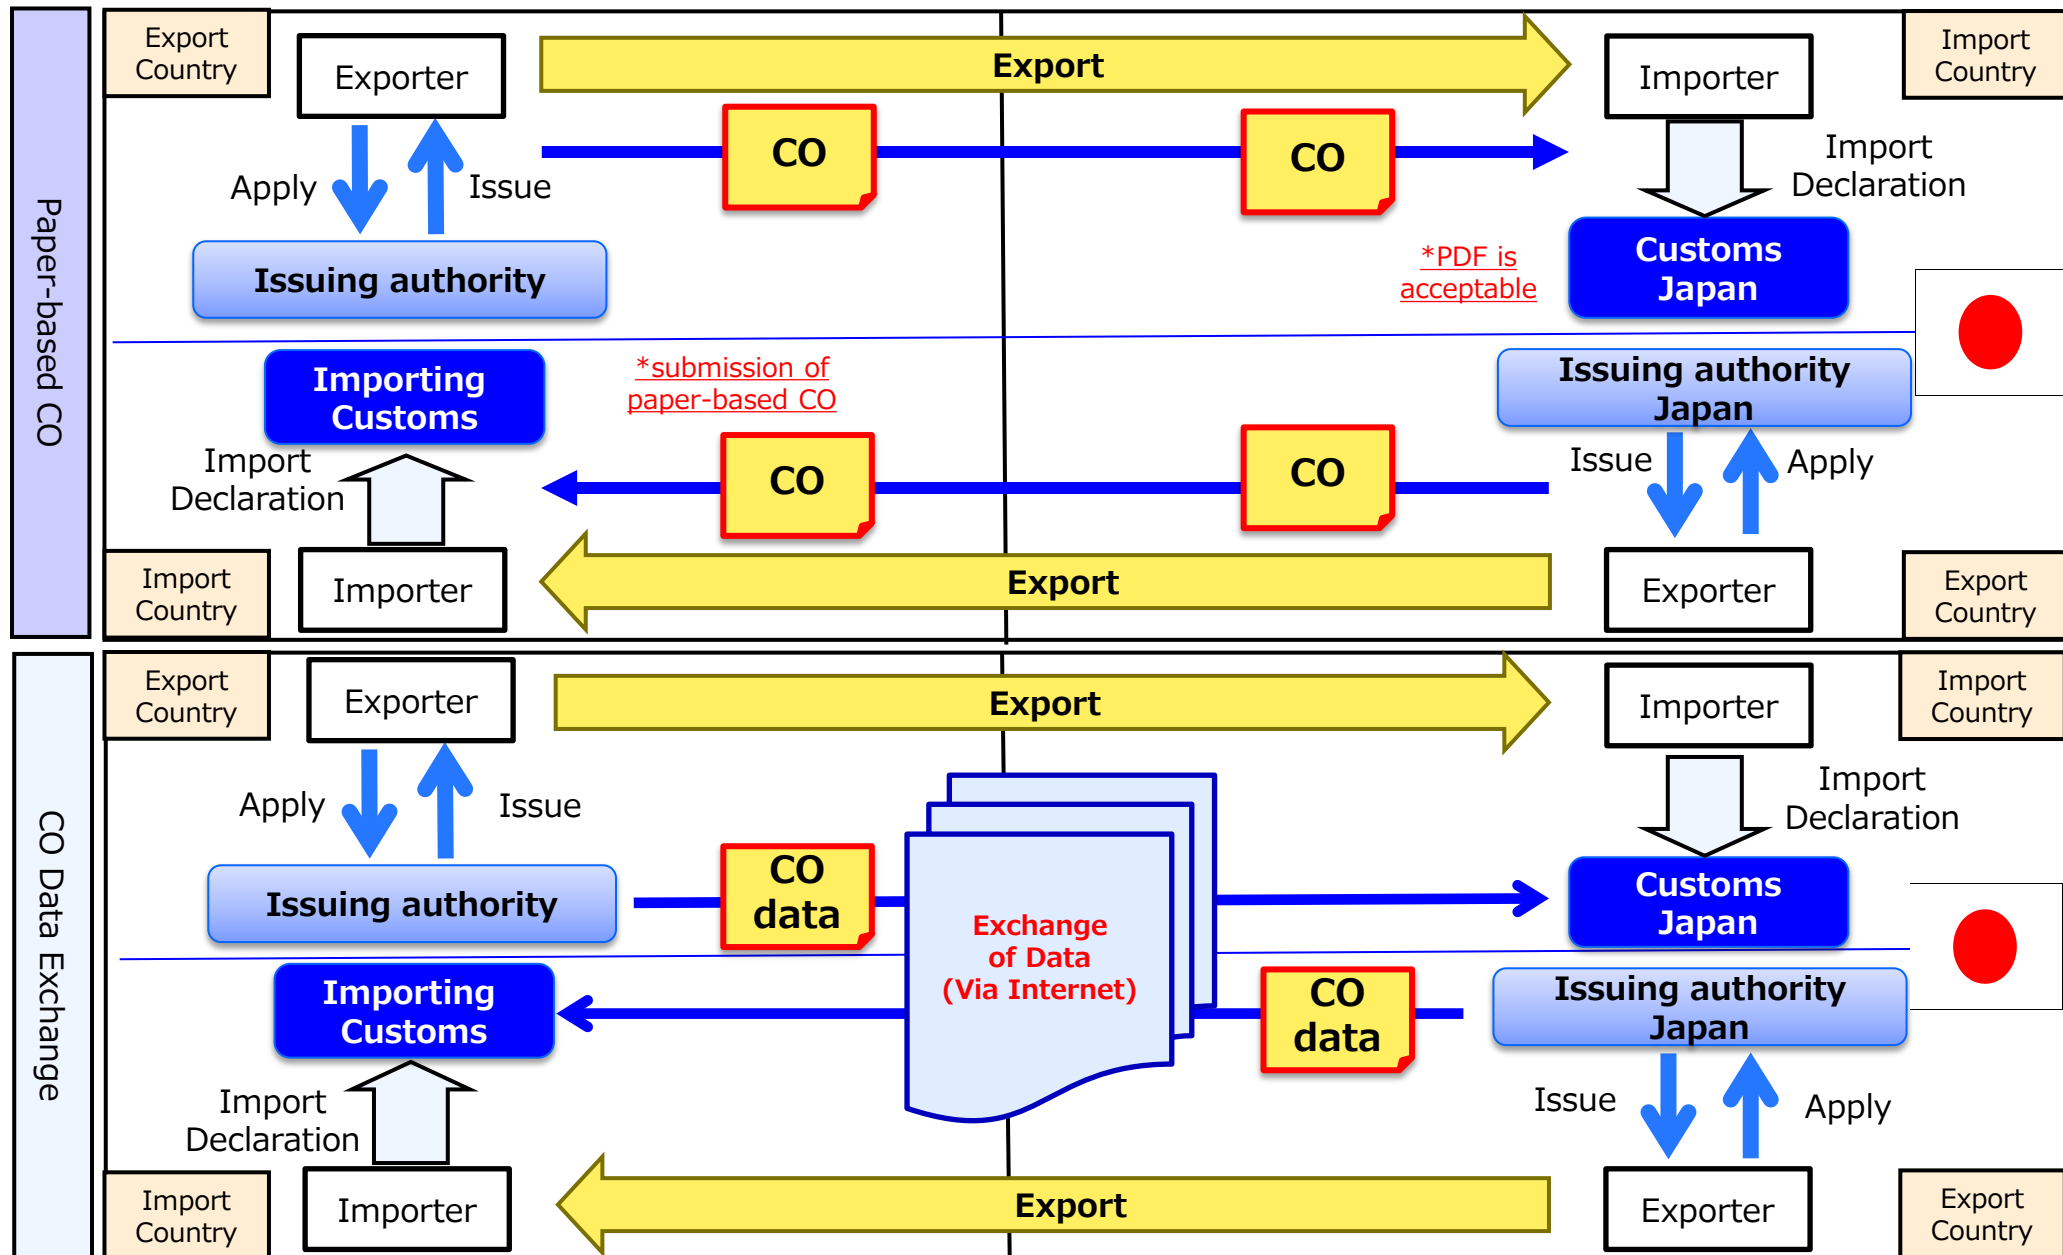 Paper-based CO
Export
Country
Exporter
Export
Importer
Import
Country
CO
CO
Apply
Issue
Import
Declaration
Issuing authority
*PDF is
acceptable
Customs
Japan
Importing
Customs
*submission of
paper-based CO
Issuing authority
Japan
Import
Declaration
CO
CO
Issue
Apply
Import
Country
Importer
Export
Exporter
Export
Country
CO Data Exchange
Export
Country
Exporter
Export
Importer
Import
Country
Apply
Issue
Import
Declaration
Issuing authority
CO
data
Exchange
of Data
(Via Internet)
Customs
Japan
Importing
Customs
CO
data
Issuing authority
Japan
Import
Declaration
Issue
Apply
Import
Country
Importer
Export
Exporter
Export
Country